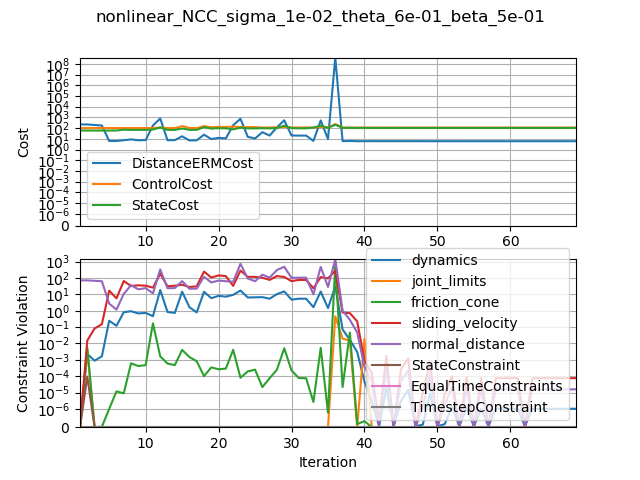 nonlinear_NCC_sigma_1e-02_theta_6e-01_beta_5e-01
10^8
10^7
10^6
10^5
10^4
10^3
10^2
10^1
10^0
10^-1
10^-2
10^-3
10^-4
10^-5
10^-6
0
Cost
DistanceERMCost
ControlCost
StateCost
10 20 30 40 50 60
10^3
10^2
10^1
10^0
10^-1
10^-2
10^-3
10^-4
10^-5
10^-6
0
Constraint Violation
dynamics
joint_limits
friction_cone
sliding_velocity
normal_distance
StateConstraint
EqualTimeConstraints
TimestepConstraint
10 20 30 40 50 60
Iteration